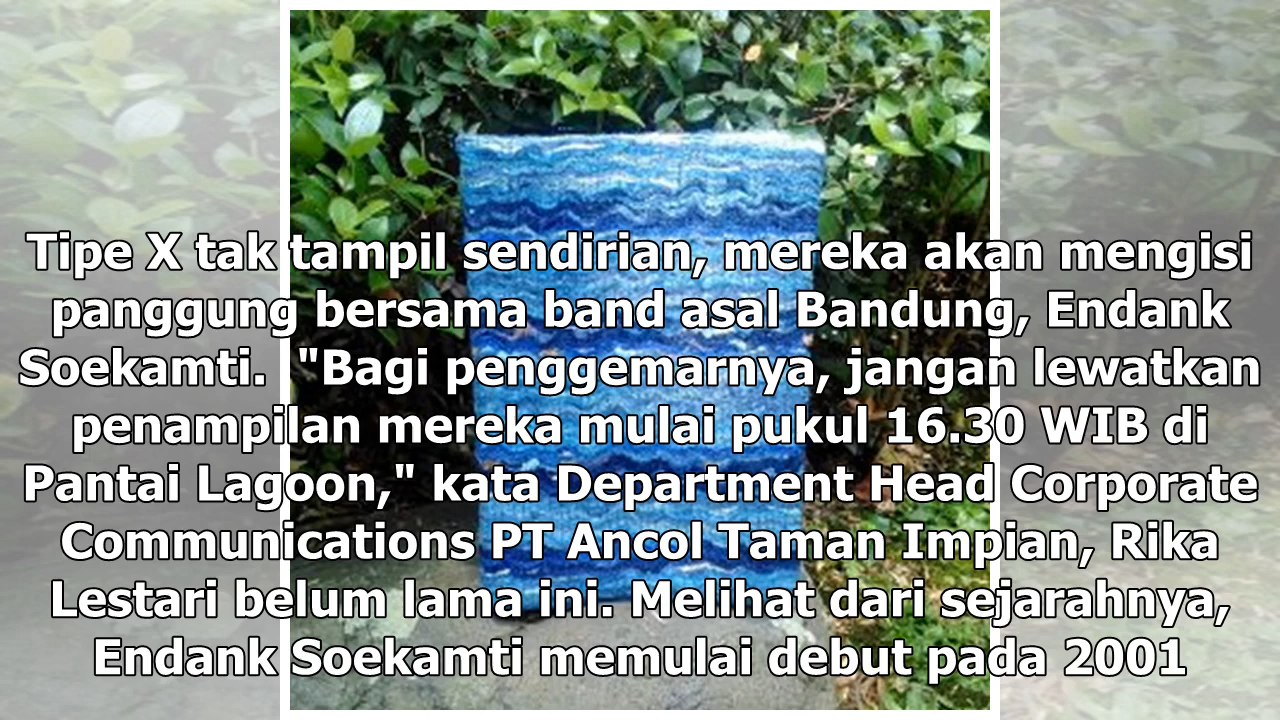 Tipe X tak tampil sendirian, mereka akan mengisi
panggung bersama band asal Bandung, Endank
Soekamti.  "Bagi penggemarnya, jangan lewatkan
penampilan mereka mulai pukul 16.30 WIB di
Pantai Lagoon," kata Department Head Corporate
Communications PT Ancol Taman Impian, Rika
Lestari belum lama ini. Melihat dari sejarahnya,
Endank Soekamti memulai debut pada 2001